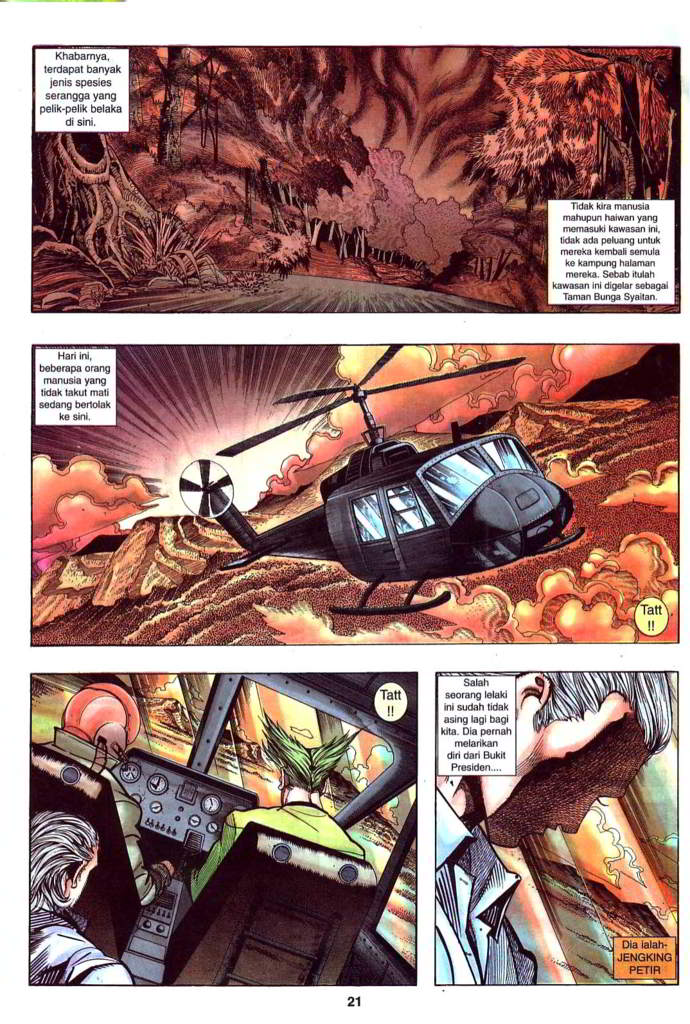 Khabarnya,
terdapat banyak
jenis spesies
serangga yang
pelik-pelik belaka
di sini.
Tidak kira manusia
mahupun haiwan yang
memasuki kawasan ini,
tidak ada peluang untuk
mereka kembali semula
ke kampung halaman
mereka. Sebab itulah
kawasan ini digelar sebagai
Taman Bunga Syaitan.
Hari ini,
beberapa orang
manusia yang
tidak takut mati
sedang bertolak
ke sini.
Tatt
!!
Tatt
!!
Salah
seorang lelaki
ini sudah tidak
asing lagi bagi
kita. Dia pernah
melarikan
diri dari Bukit
Presiden....
Dia ialah-
JENGKING
PETIR
21